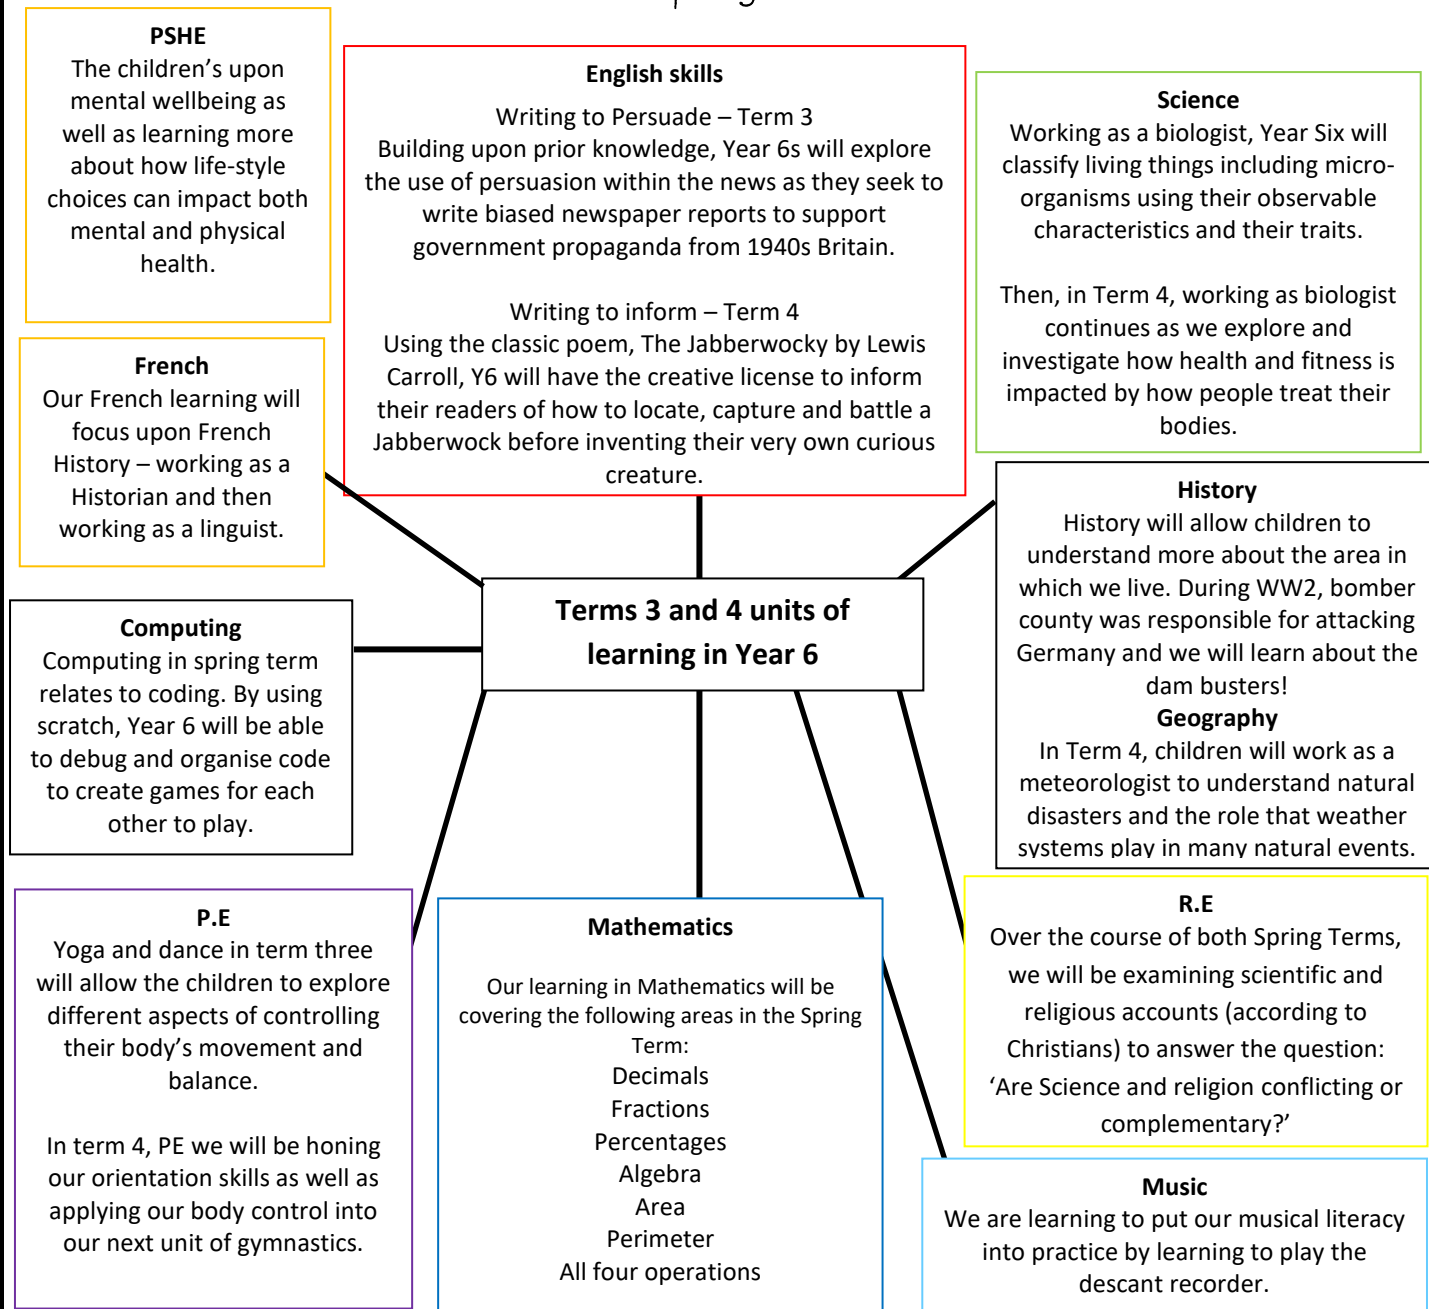 PSHE
The children's upon
mental wellbeing as
well as learning more
about how life-style
choices can impact both
mental and physical
health.
English skills
Writing to Persuade – Term 3
Building upon prior knowledge, Year 6s will explore
the use of persuasion within the news as they seek to
write biased newspaper reports to support
government propaganda from 1940s Britain.
Writing to inform – Term 4
Using the classic poem, The Jabberwocky by Lewis
Carroll, Y6 will have the creative license to inform
their readers of how to locate, capture and battle a
Jabberwock before inventing their very own curious
creature.
Science
Working as a biologist, Year Six will
classify living things including micro-
organisms using their observable
characteristics and their traits.
Then, in Term 4, working as biologist
continues as we explore and
investigate how health and fitness is
impacted by how people treat their
bodies.
French
Our French learning will
focus upon French
History – working as a
Historian and then
working as a linguist.
History
History will allow children to
understand more about the area in
which we live. During WW2, bomber
county was responsible for attacking
Germany and we will learn about the
dam busters!
Geography
In Term 4, children will work as a
meteorologist to understand natural
disasters and the role that weather
systems play in many natural events.
Terms 3 and 4 units of
learning in Year 6
Computing
Computing in spring term
relates to coding. By using
scratch, Year 6 will be able
to debug and organise code
to create games for each
other to play.
P.E
Yoga and dance in term three
will allow the children to explore
different aspects of controlling
their body's movement and
balance.
In term 4, PE we will be honing
our orientation skills as well as
applying our body control into
our next unit of gymnastics.
Mathematics
Our learning in Mathematics will be
covering the following areas in the Spring
Term:
Decimals
Fractions
Percentages
Algebra
Area
Perimeter
All four operations
R.E
Over the course of both Spring Terms,
we will be examining scientific and
religious accounts (according to
Christians) to answer the question:
'Are Science and religion conflicting or
complementary?'
Music
We are learning to put our musical literacy
into practice by learning to play the
descant recorder.